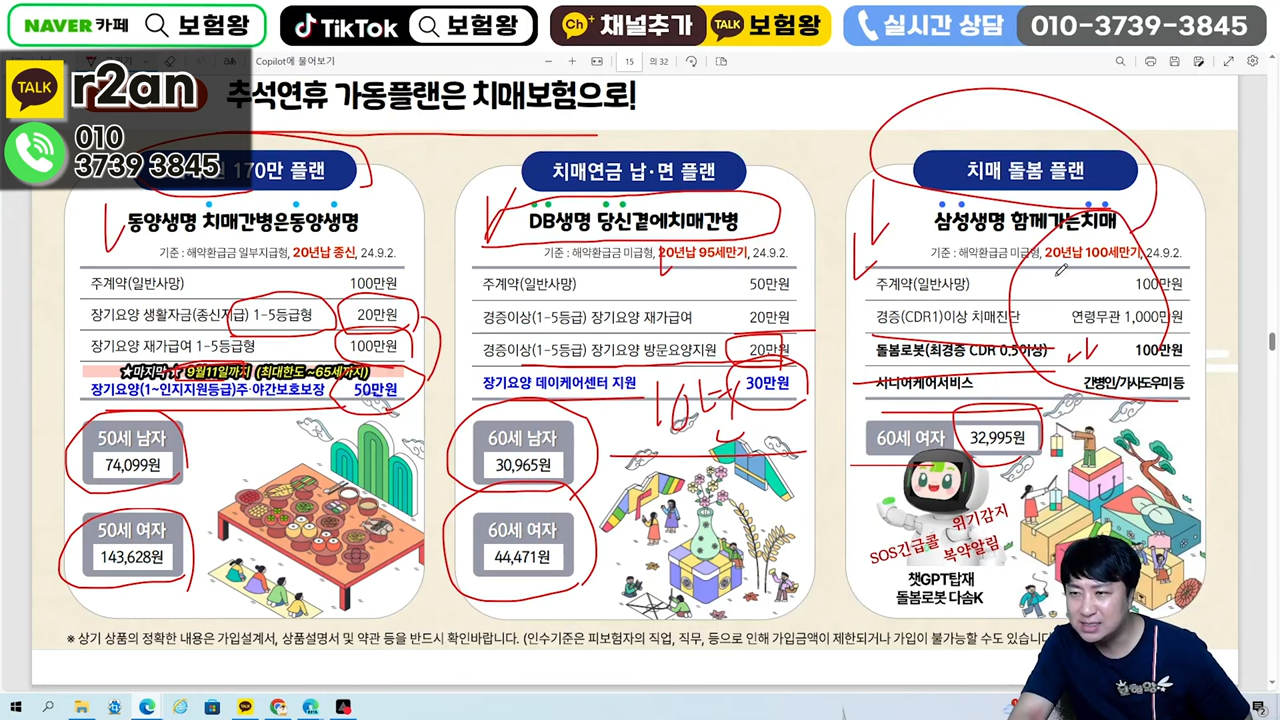 NAVER 카페 보험왕
TikTok 보험왕
Ch+ 채널추가 TALK 보험왕
실시간 상담 010-3739-3845
TALK r2an
010
3739 3845
Copilot에 물어보기
15 의 32
추석연휴 가동플랜은 치매보험으로!
170만 플랜
동양생명 치매간병은동양생명
기준 : 해약환급금 일부지급형, 20년납 종신, 24.9.2.
주계약(일반사망) 100만원
장기요양 생활자금(종신지급) 1-5등급형 20만원
장기요양 재가급여 1-5등급형 100만원
★마지막★ 9월11일까지 (최대한도 ~65세까지)
장기요양(1~인지지원등급)주·야간보호보장 50만원
50세 남자
74,099원
50세 여자
143,628원
치매연금 납·면 플랜
DB생명 당신곁에치매간병
기준 : 해약환급금 미지급형, 20년납 95세만기, 24.9.2.
주계약(일반사망) 50만원
경증이상(1-5등급) 장기요양 재가급여 20만원
경증이상(1-5등급) 장기요양 방문요양지원 20만원
장기요양 데이케어센터 지원 30만원
60세 남자
30,965원
60세 여자
44,471원
치매 돌봄 플랜
삼성생명 함께가는치매
기준 : 해약환급금 미지급형, 20년납 100세만기, 24.9.2.
주계약(일반사망) 100만원
경증(CDR1)이상 치매진단 연령무관 1,000만원
돌봄로봇(최경증 CDR 0.5이상) 100만원
시니어케어서비스 간병인/가사도우미 등
60세 여자 32,995원
위기감지
SOS긴급콜
복약알림
챗GPT탑재
돌봄로봇 다솜K
※ 상기 상품의 정확한 내용은 가입설계서, 상품설명서 및 약관 등을 반드시 확인바랍니다. (인수기준은 피보험자의 직업, 직무, 등으로 인해 가입금액이 제한되거나 가입이 불가능할 수도 있습니다
보험왕